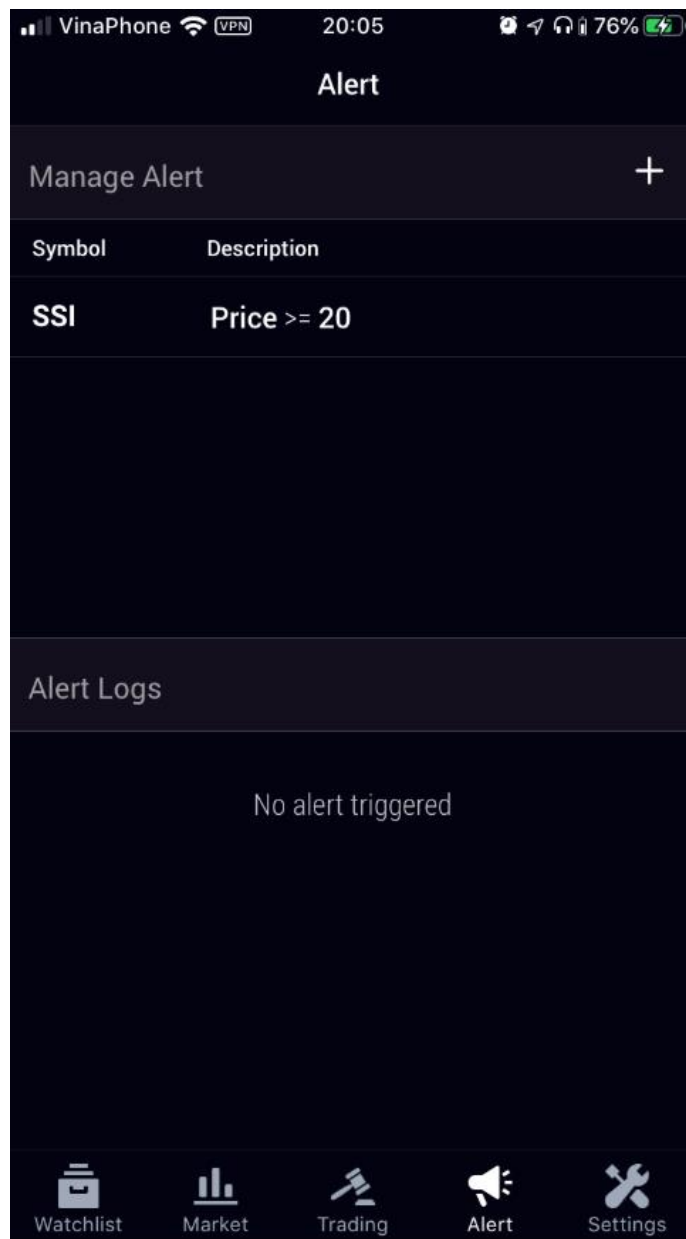 VinaPhone VPN 20:05 76%
Alert
Manage Alert +
Symbol Description
SSI Price >= 20
Alert Logs
No alert triggered
Watchlist Market Trading Alert Settings